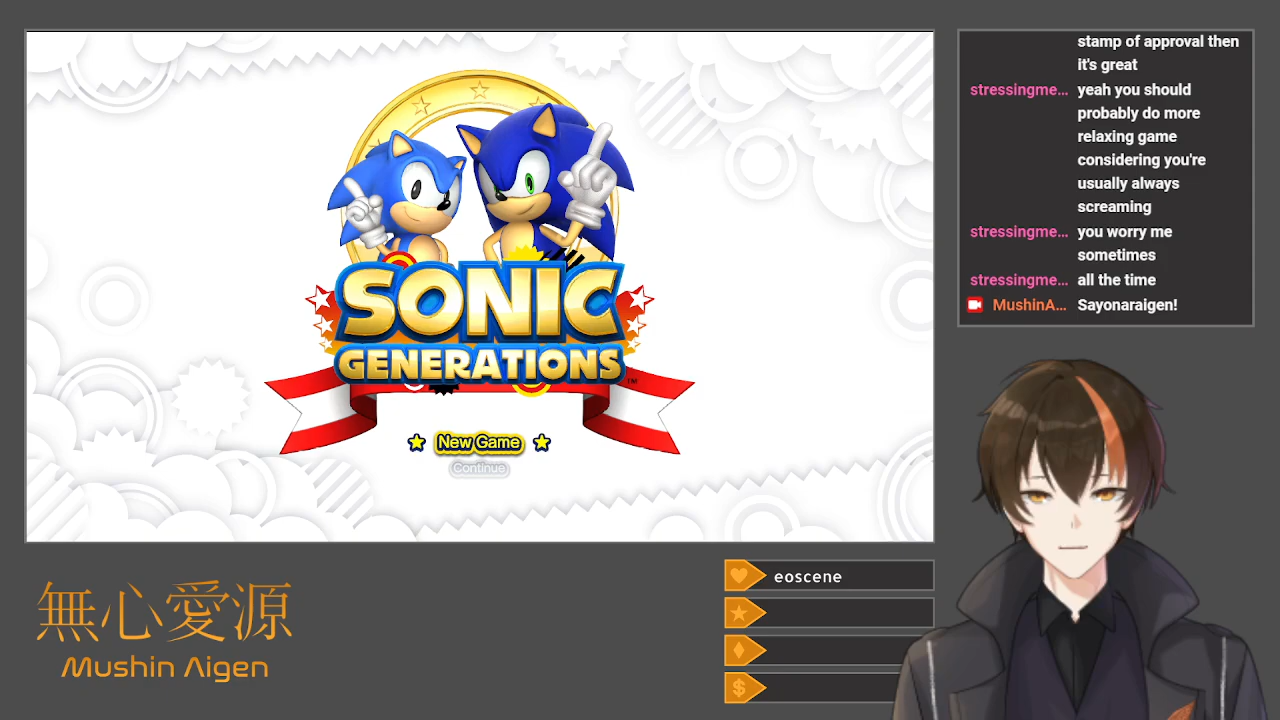 SONIC
GENERATIONS™
New Game
Continue
stamp of approval then
it's great
stressingme... yeah you should
probably do more
relaxing game
considering you're
usually always
screaming
stressingme... you worry me
sometimes
stressingme... all the time
MushinA... Sayonaraigen!
無心愛源
Mushin Aigen
eoscene
$